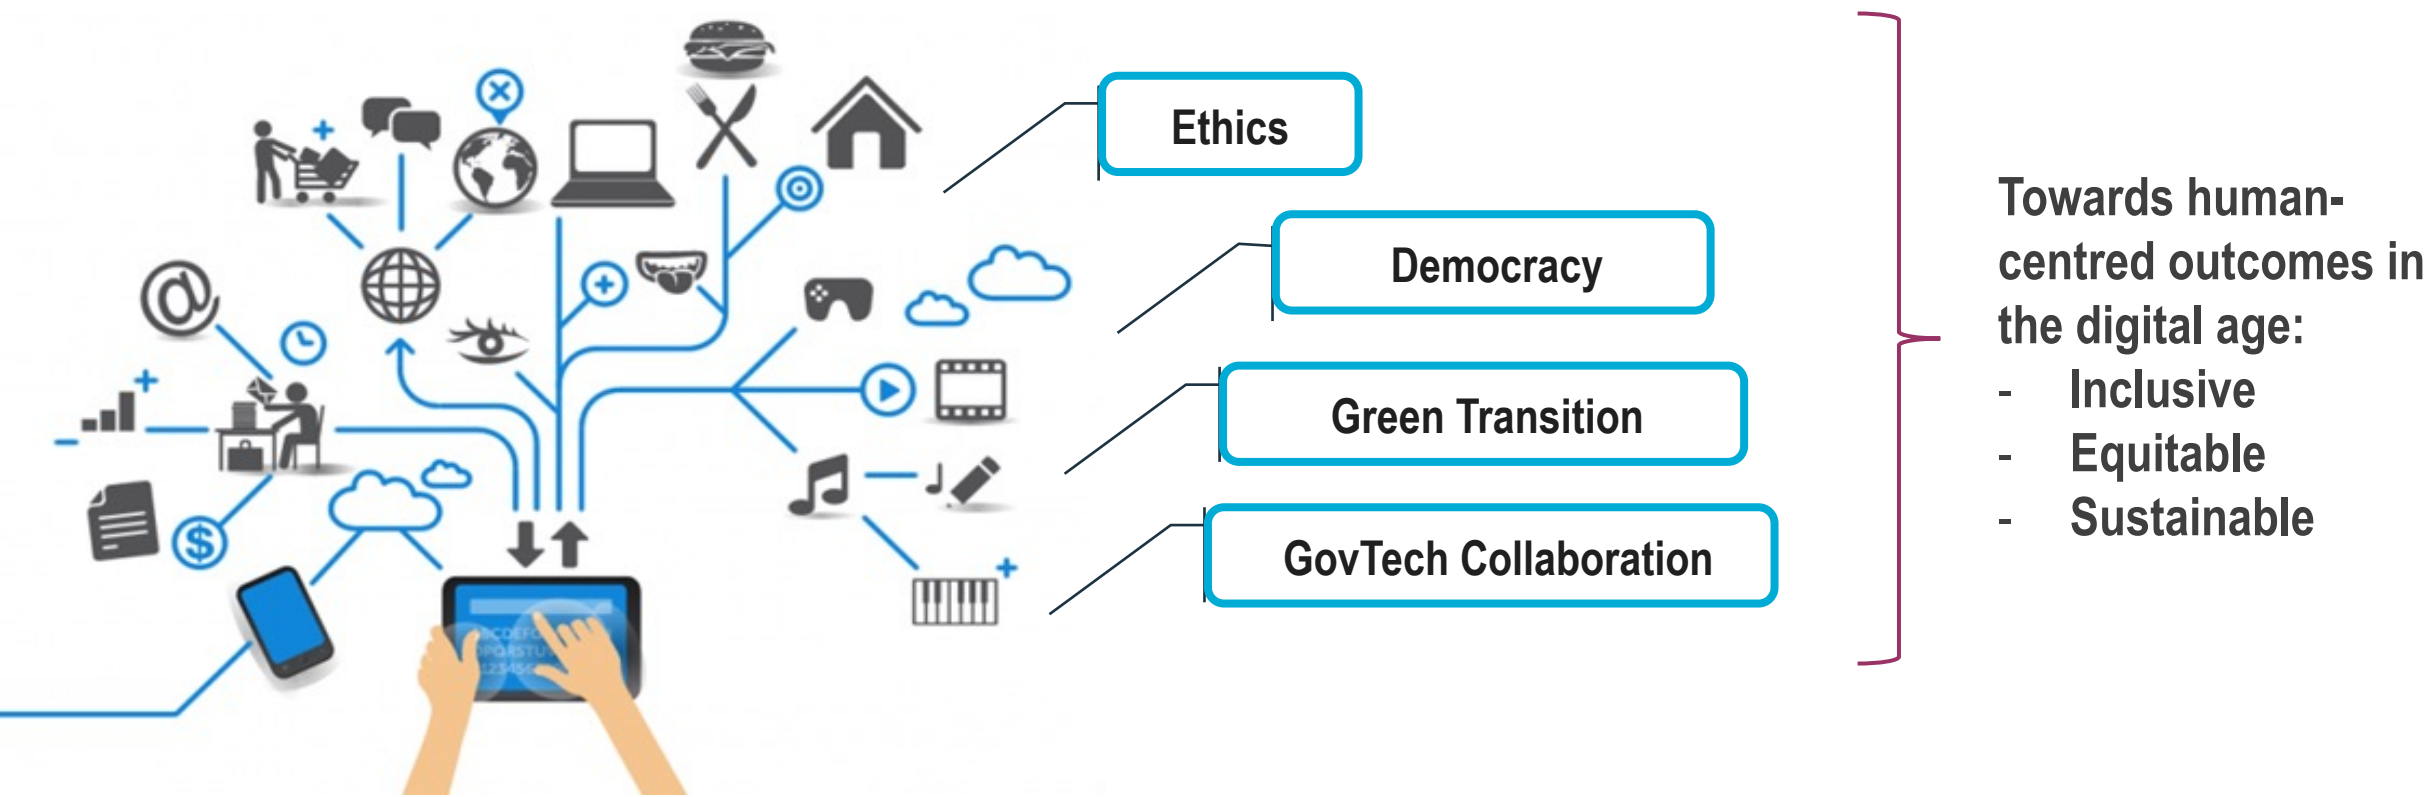 Ethics
Democracy
Green Transition
GovTech Collaboration
Towards human-
centred outcomes in
the digital age:
- Inclusive
- Equitable
- Sustainable
@
$